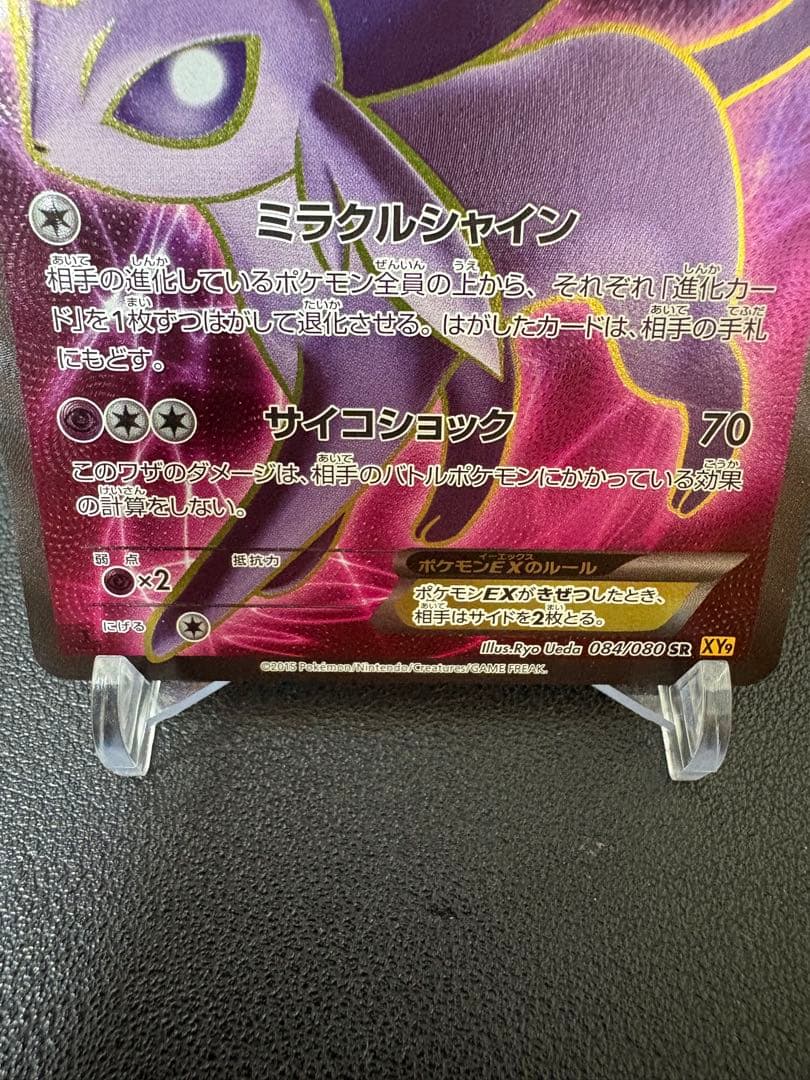 ミラクルシャイン
相手の進化しているポケモン全員の上から、それぞれ「進化カー
ド」を1枚ずつはがして退化させる。はがしたカードは、相手の手札
にもどす。
サイコショック 70
このワザのダメージは、相手のバトルポケモンにかかっている効果
の計算をしない。
弱点 抵抗力
×2
にげる
ポケモンEXのルール
ポケモンEXがきぜつしたとき、
相手はサイドを2枚とる。
Illus.Ryo Ueda 084/080 SR XY9
©2015 Pokémon/Nintendo/Creatures/GAME FREAK.